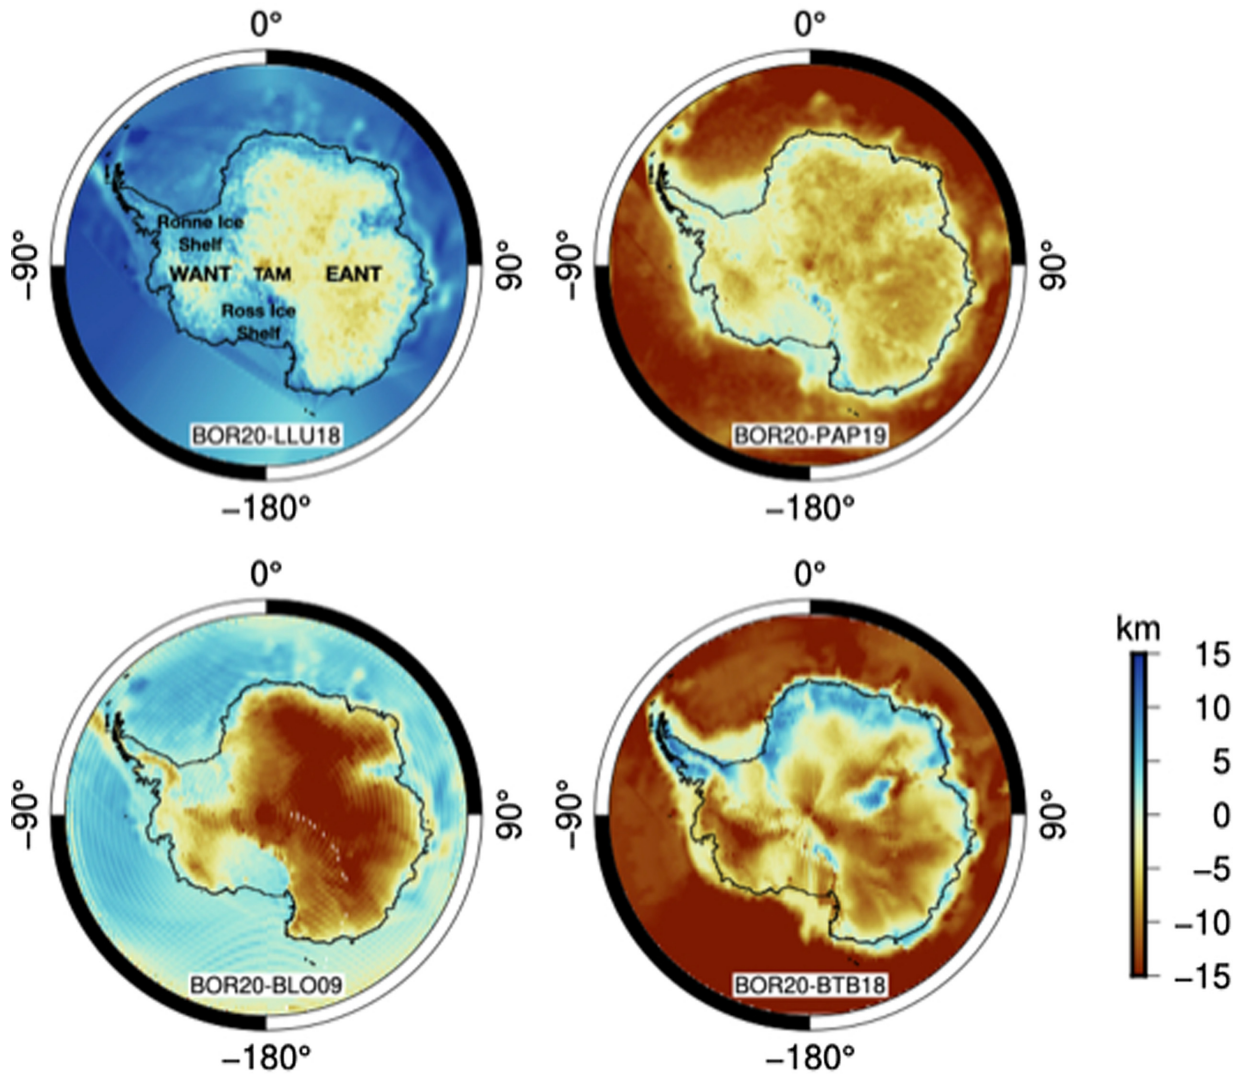 0°
0°
-90°
90°
-90°
90°
Ronne Ice
Shelf
WANT TAM EANT
Ross Ice
Shelf
BOR20-LLU18
BOR20-PAP19
-180°
-180°
0°
0°
-90°
90°
-90°
90°
BOR20-BLO09
BOR20-BTB18
-180°
-180°
km
15
10
5
0
-5
-10
-15